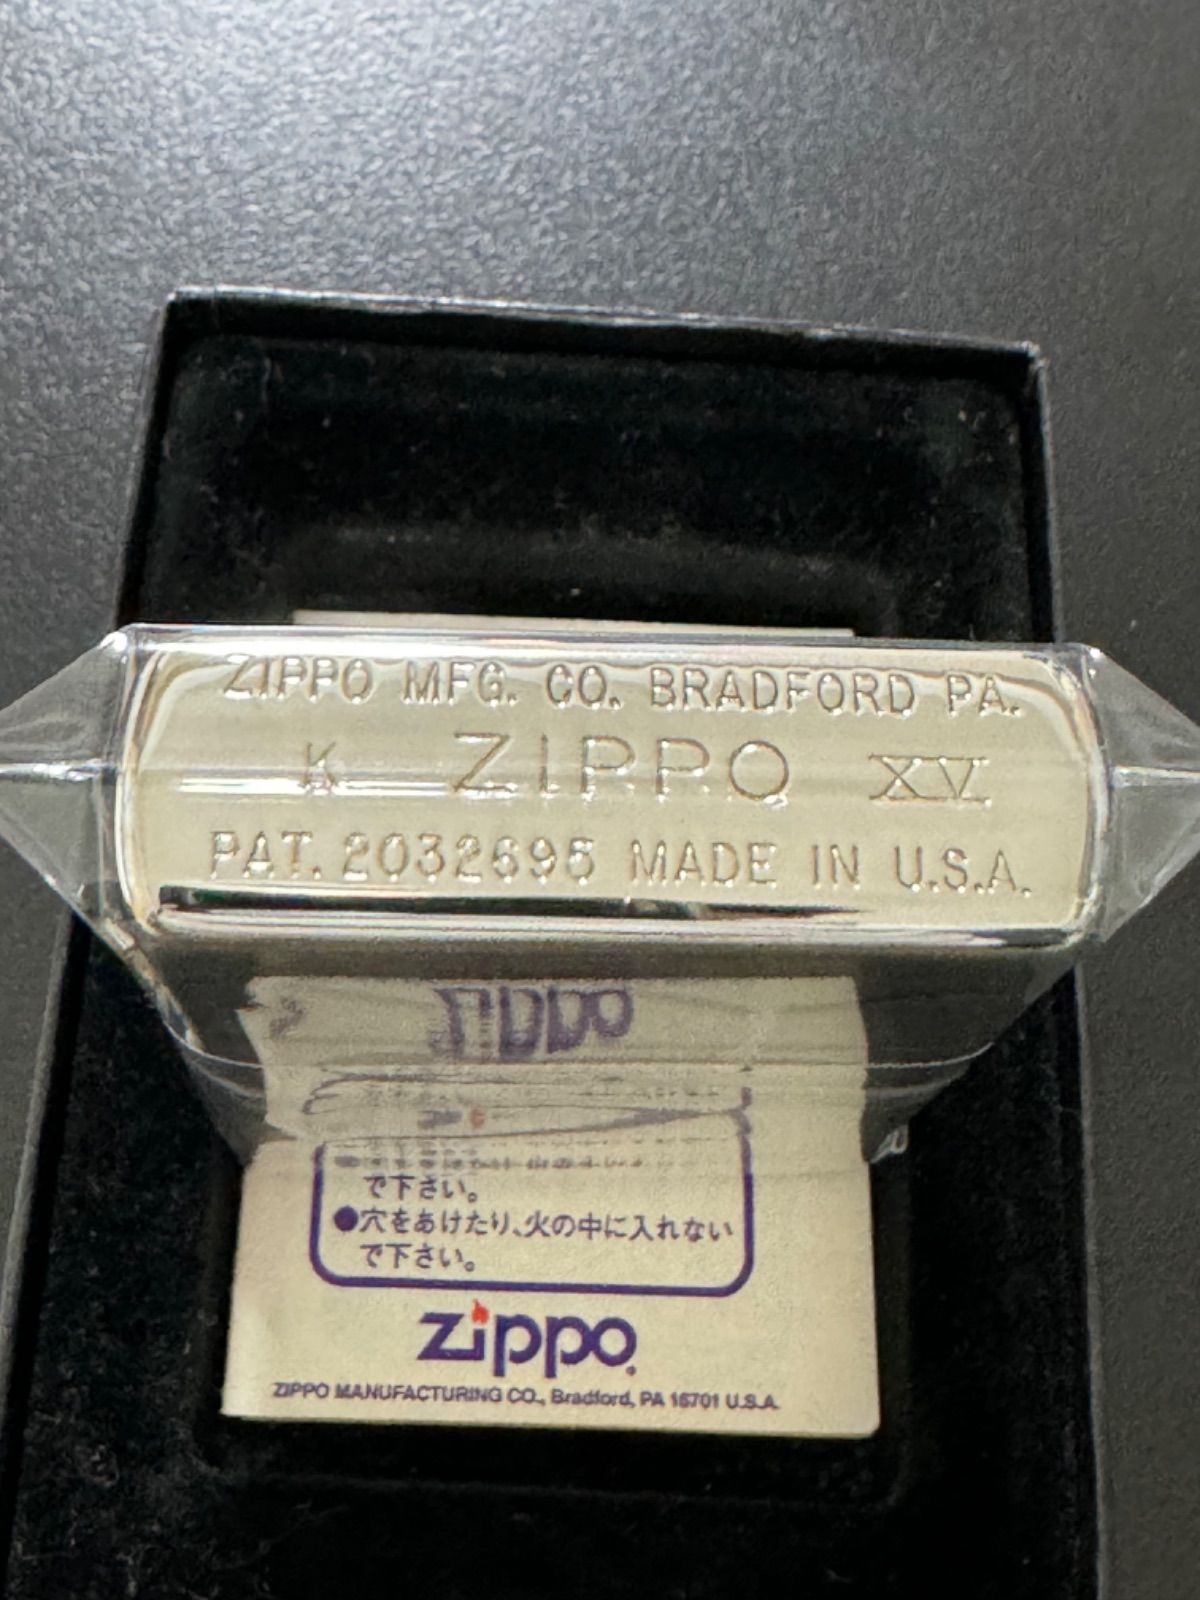 ZIPPO MFG. CO. BRADFORD PA.
K ZIPPO XV
PAT. 2032695 MADE IN U.S.A.
zippo
で下さい。
●穴をあけたり、火の中に入れない
で下さい。
Zippo
ZIPPO MANUFACTURING CO., Bradford, PA 16701 U.S.A.